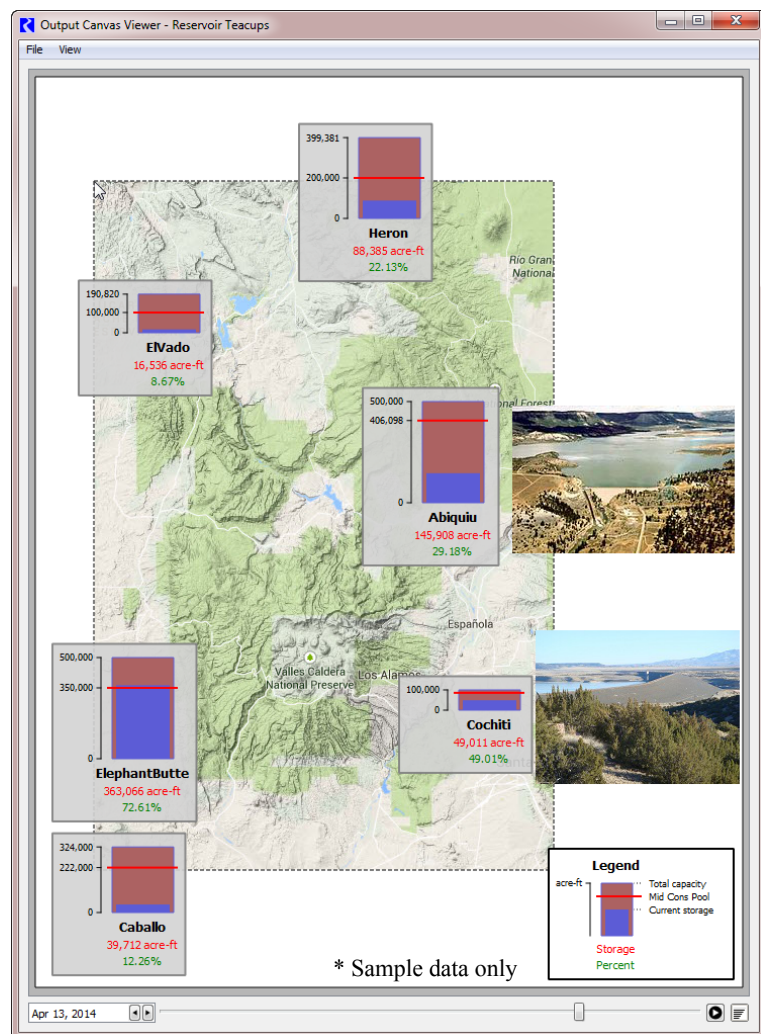 Output Canvas Viewer - Reservoir Teacups
File View
399,381
200,000
0
Heron
88,385 acre-ft
22.13%
Rio Gran
National
190,820
100,000
0
ElVado
16,536 acre-ft
8.67%
500,000
406,098
0
Abiquiu
145,908 acre-ft
29.18%
onal Forest
Española
Valles Caldera
National Preserve
Los Alamos
500,000
350,000
0
ElephantButte
363,066 acre-ft
72.61%
100,000
0
Cochiti
49,011 acre-ft
49.01%
324,000
222,000
0
Caballo
39,712 acre-ft
12.26%
Legend
acre-ft
Total capacity
Mid Cons Pool
Current storage
Storage
Percent
* Sample data only
Apr 13, 2014